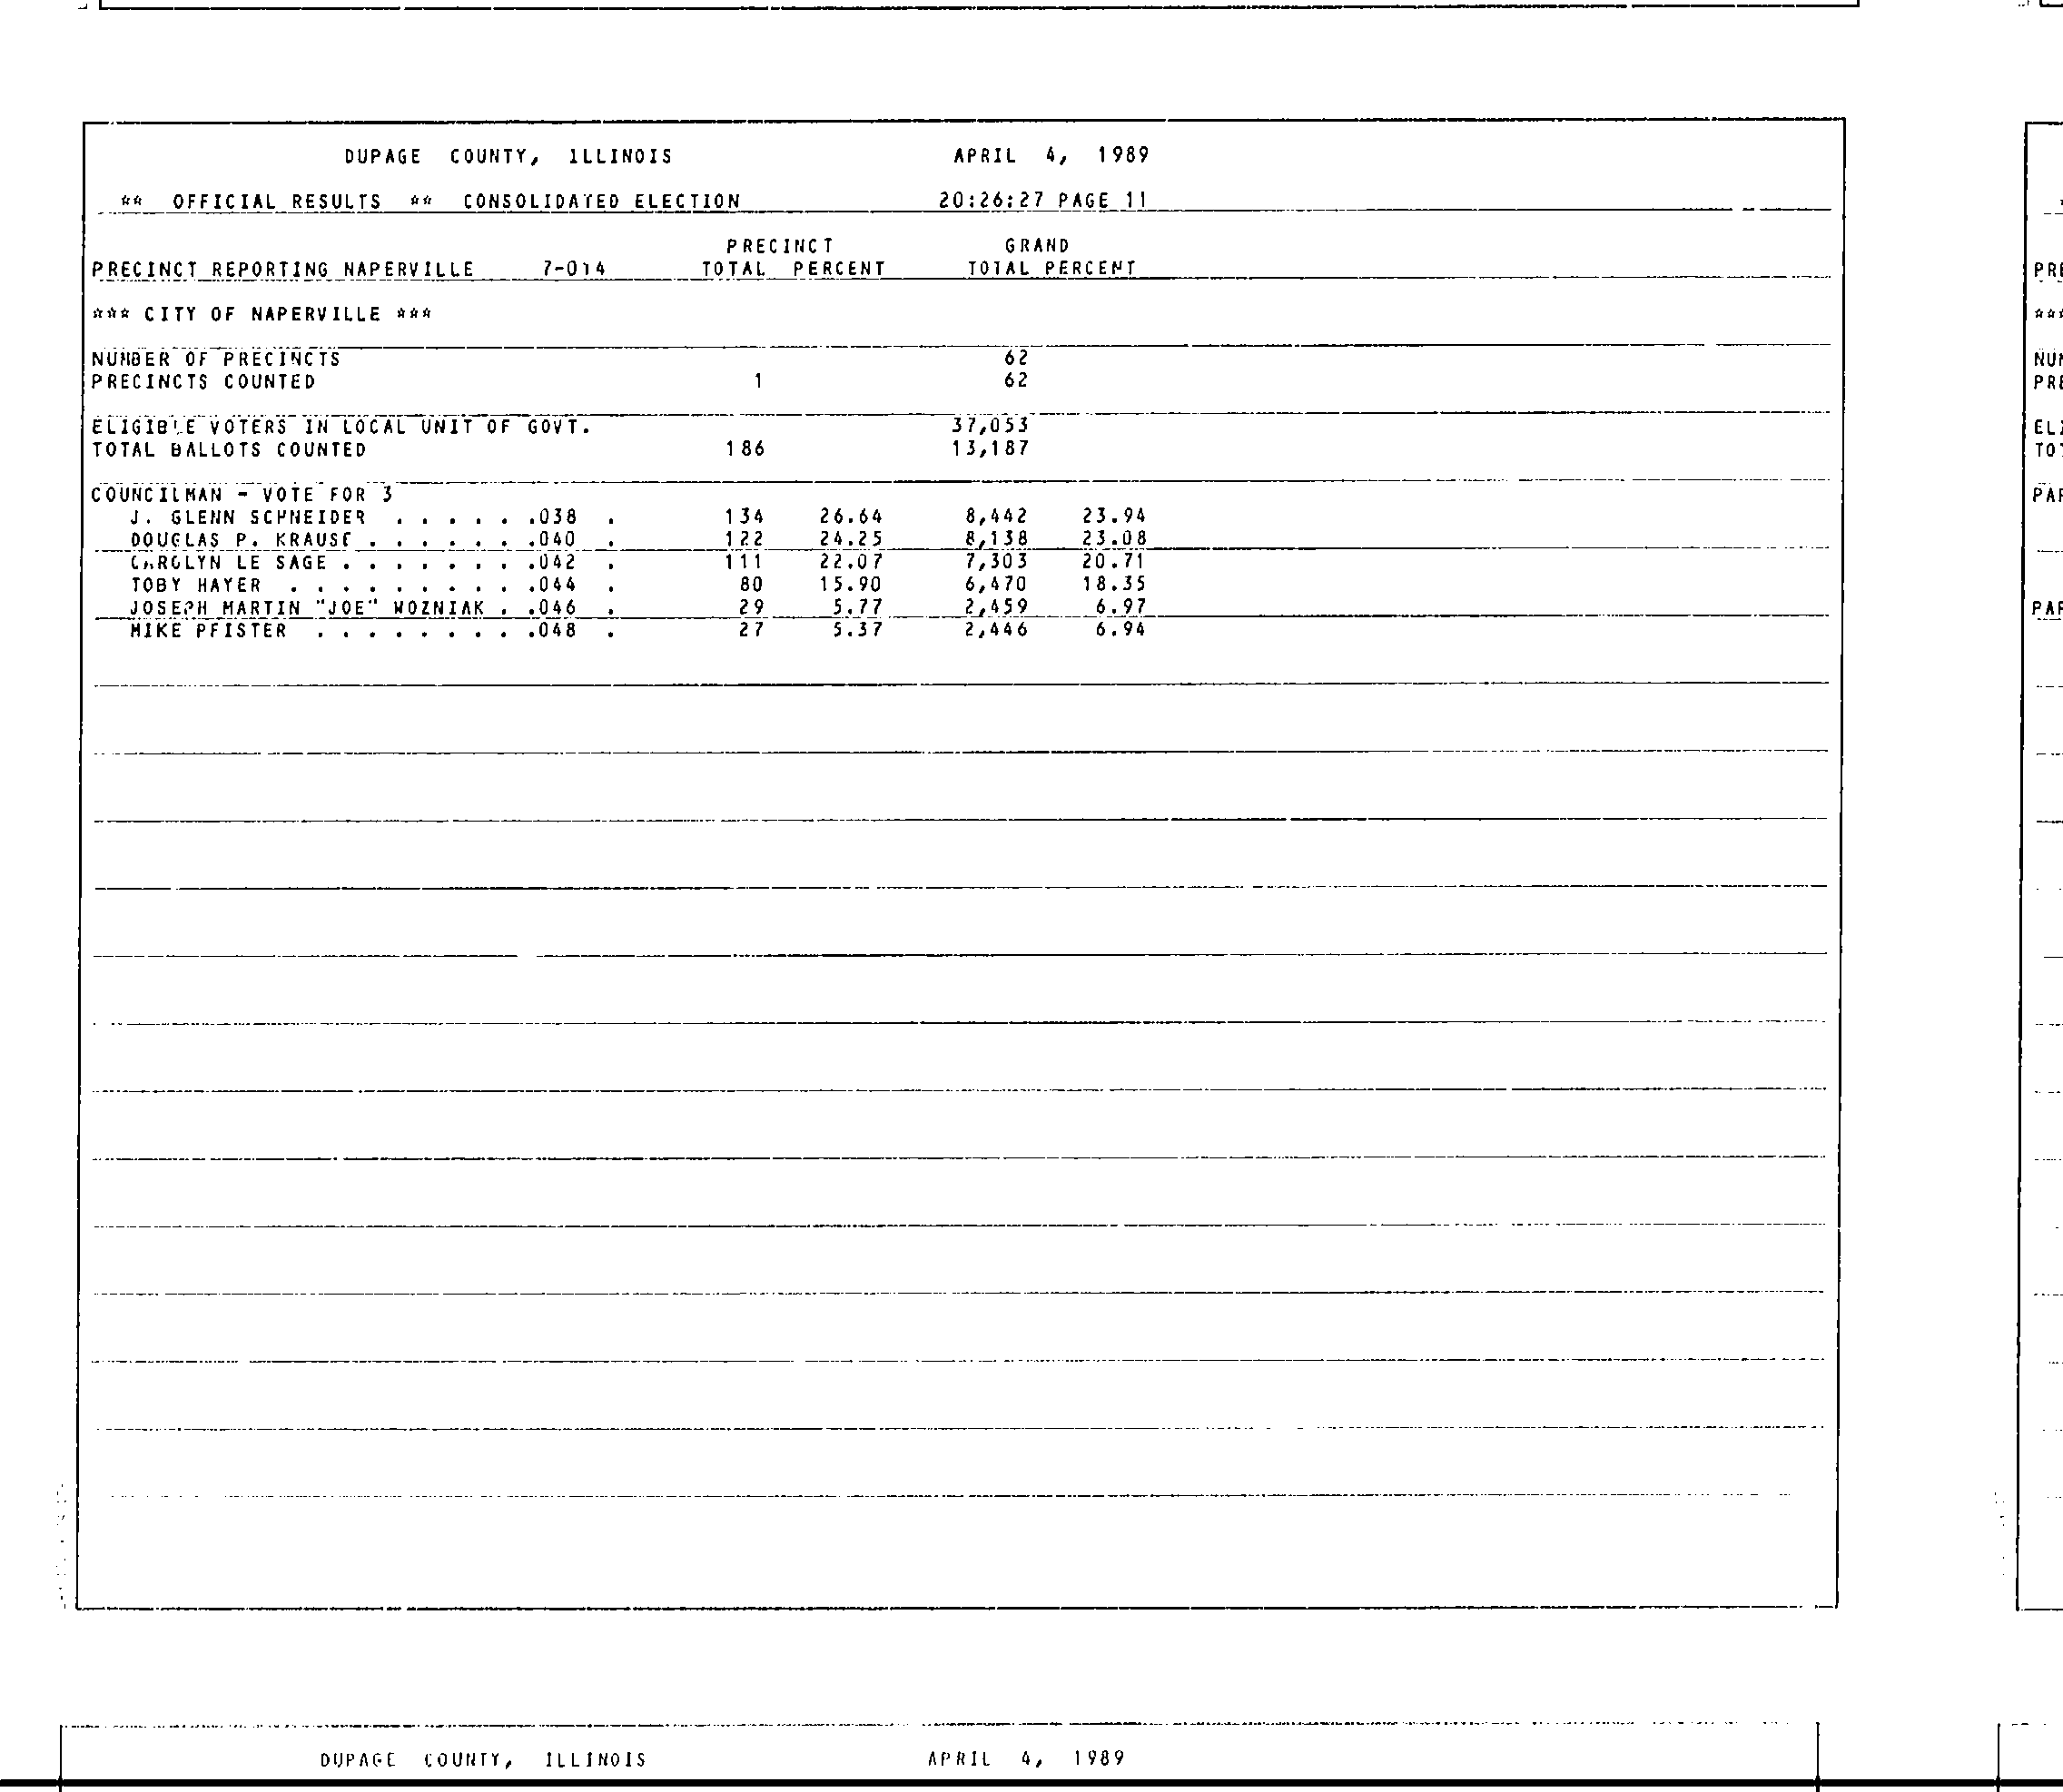 DUPAGE COUNTY, ILLINOIS APRIL 4, 1989
** OFFICIAL RESULTS ** CONSOLIDATED ELECTION 20:26:27 PAGE 11
PRECINCT GRAND
PRECINCT REPORTING NAPERVILLE 7-014 TOTAL PERCENT TOTAL PERCENT
*** CITY OF NAPERVILLE ***
NUMBER OF PRECINCTS 62
PRECINCTS COUNTED 1 62
ELIGIBLE VOTERS IN LOCAL UNIT OF GOVT. 37,053
TOTAL BALLOTS COUNTED 186 13,187
COUNCILMAN - VOTE FOR 3
J. GLENN SCHNEIDER . . . . . .038 . 134 26.64 8,442 23.94
DOUGLAS P. KRAUSE . . . . . . .040 . 122 24.25 8,138 23.08
CAROLYN LE SAGE . . . . . . . .042 . 111 22.07 7,303 20.71
TOBY HAYER . . . . . . . . . .044 . 80 15.90 6,470 18.35
JOSEPH MARTIN "JOE" WOZNIAK . .046 . 29 5.77 2,459 6.97
MIKE PFISTER . . . . . . . . .048 . 27 5.37 2,446 6.94
DUPAGE COUNTY, ILLINOIS APRIL 4, 1989